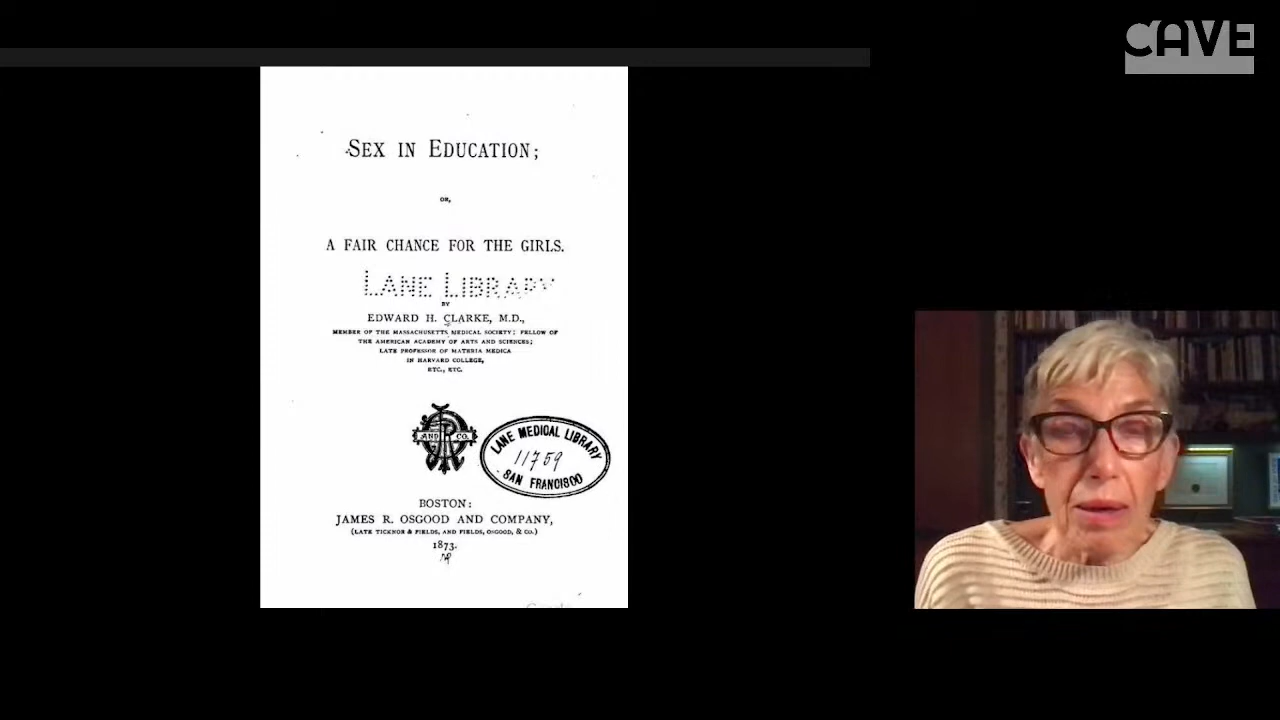 CAVE
SEX IN EDUCATION;
OR,
A FAIR CHANCE FOR THE GIRLS.
LANE LIBRARY
BY
EDWARD H. CLARKE, M.D.,
MEMBER OF THE MASSACHUSETTS MEDICAL SOCIETY; FELLOW OF
THE AMERICAN ACADEMY OF ARTS AND SCIENCES;
LATE PROFESSOR OF MATERIA MEDICA
IN HARVARD COLLEGE,
ETC., ETC.
AND CO.
LANE MEDICAL LIBRARY
11759
SAN FRANCISCO
BOSTON:
JAMES R. OSGOOD AND COMPANY,
(LATE TICKNOR & FIELDS, AND FIELDS, OSGOOD, & CO.)
1873.